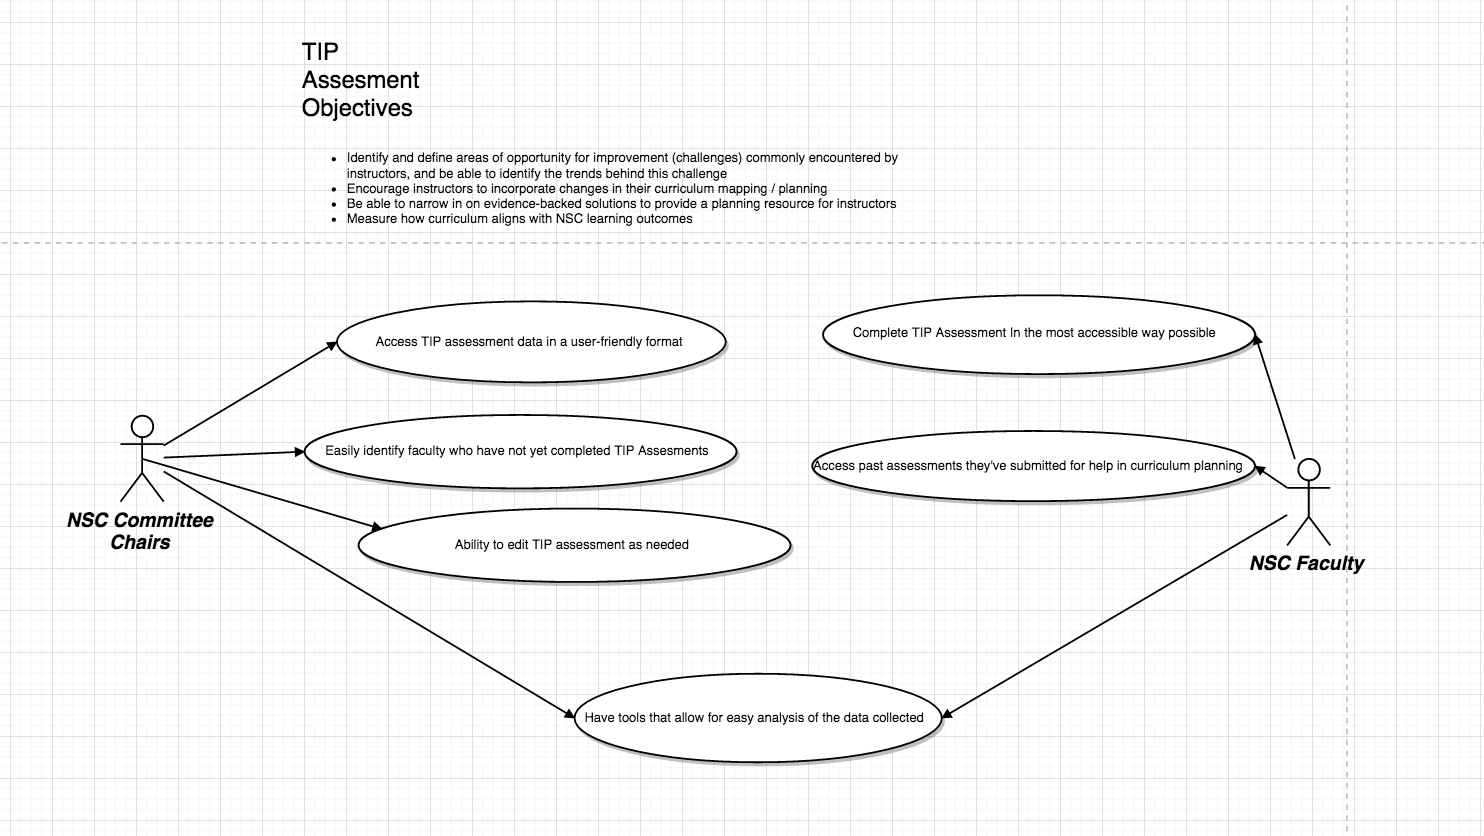 TIP
Assesment
Objectives
Identify and define areas of opportunity for improvement (challenges) commonly encountered by
instructors, and be able to identify the trends behind this challenge
Encourage instructors to incorporate changes in their curriculum mapping / planning
Be able to narrow in on evidence-backed solutions to provide a planning resource for instructors
Measure how curriculum aligns with NSC learning outcomes
Access TIP assessment data in a user-friendly format
Complete TIP Assessment In the most accessible way possible
Easily identify faculty who have not yet completed TIP Assesments
Access past assessments they've submitted for help in curriculum planning
NSC Committee
Chairs
Ability to edit TIP assessment as needed
NSC Faculty
Have tools that allow for easy analysis of the data collected